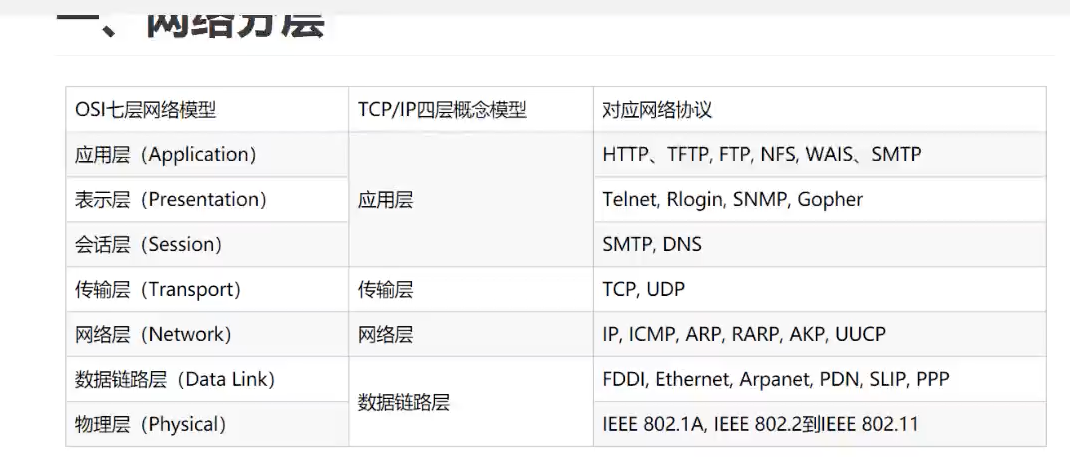 一、网络分层
OSI七层网络模型 TCP/IP四层概念模型 对应网络协议
应用层（Application） HTTP、TFTP, FTP, NFS, WAIS、SMTP
表示层（Presentation） 应用层 Telnet, Rlogin, SNMP, Gopher
会话层（Session） SMTP, DNS
传输层（Transport） 传输层 TCP, UDP
网络层（Network） 网络层 IP, ICMP, ARP, RARP, AKP, UUCP
数据链路层（Data Link） FDDI, Ethernet, Arpanet, PDN, SLIP, PPP
数据链路层
物理层（Physical） IEEE 802.1A, IEEE 802.2到IEEE 802.11